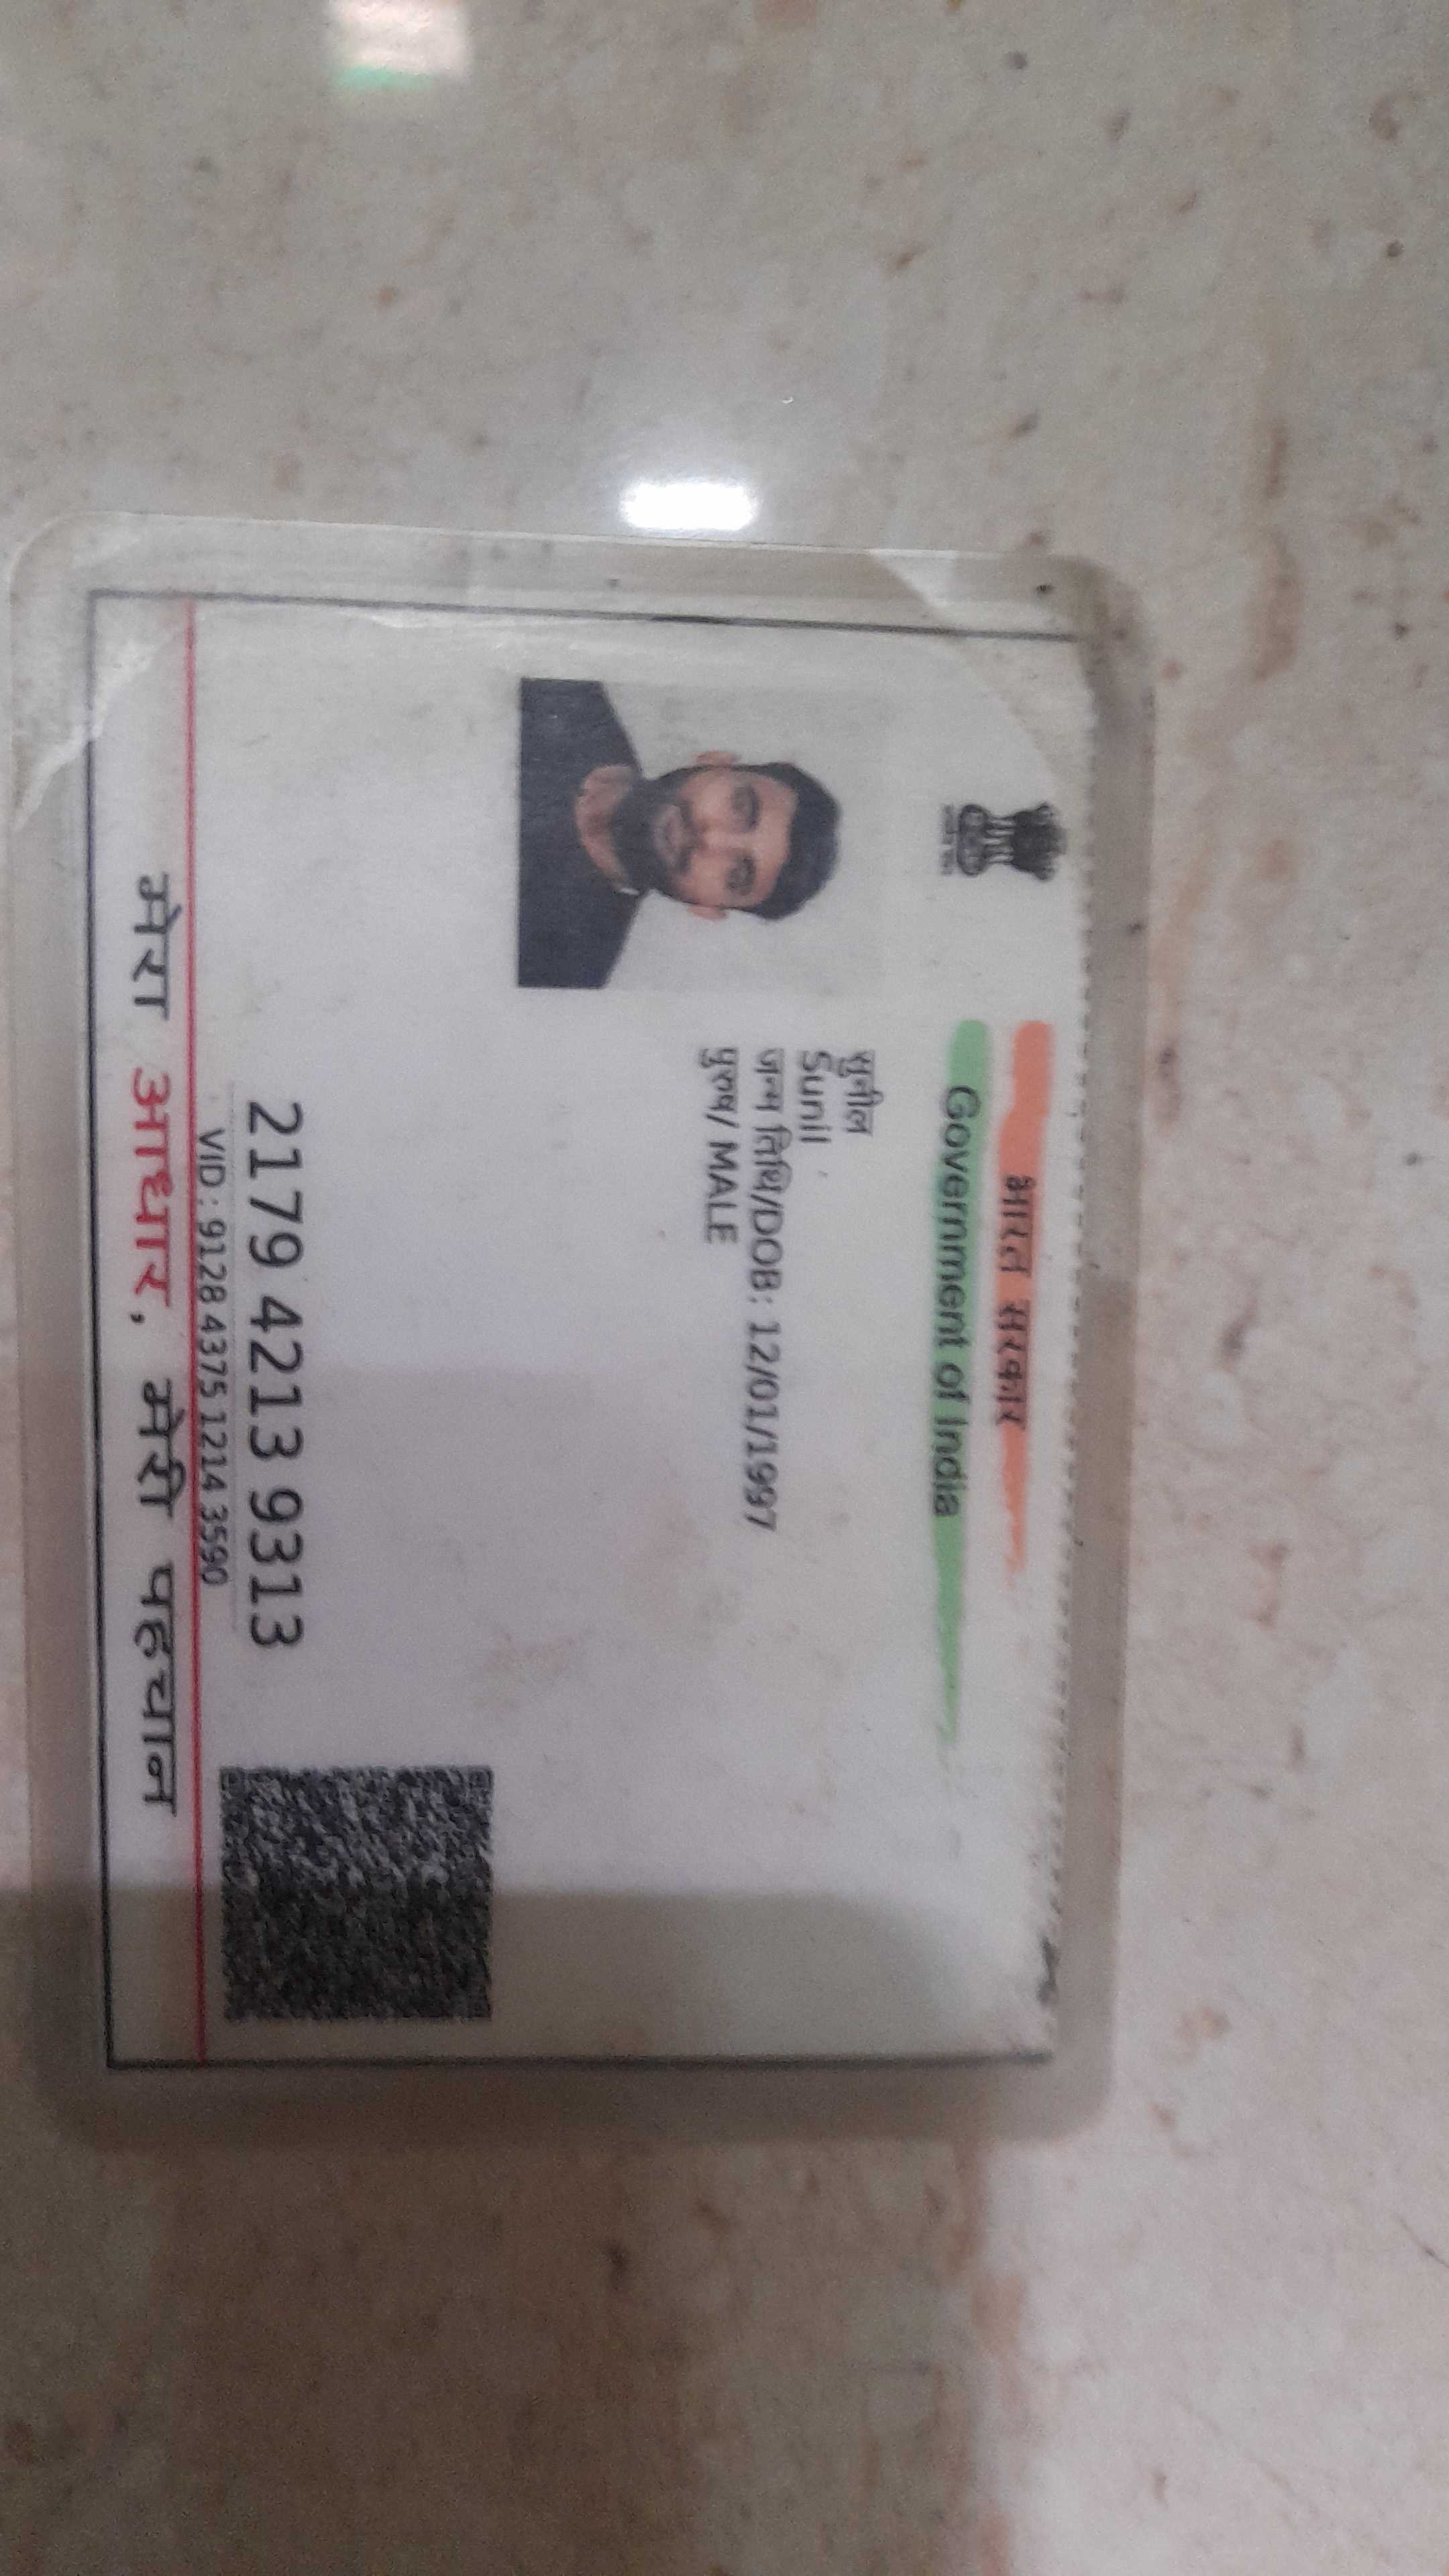 भारत सरकार
Government of India
सुनील
Sunil
जन्म तिथि/DOB: 12/01/1997
पुरुष/ MALE
2179 4213 9313
VID : 9128 4375 1214 3590
मेरा आधार, मेरी पहचान